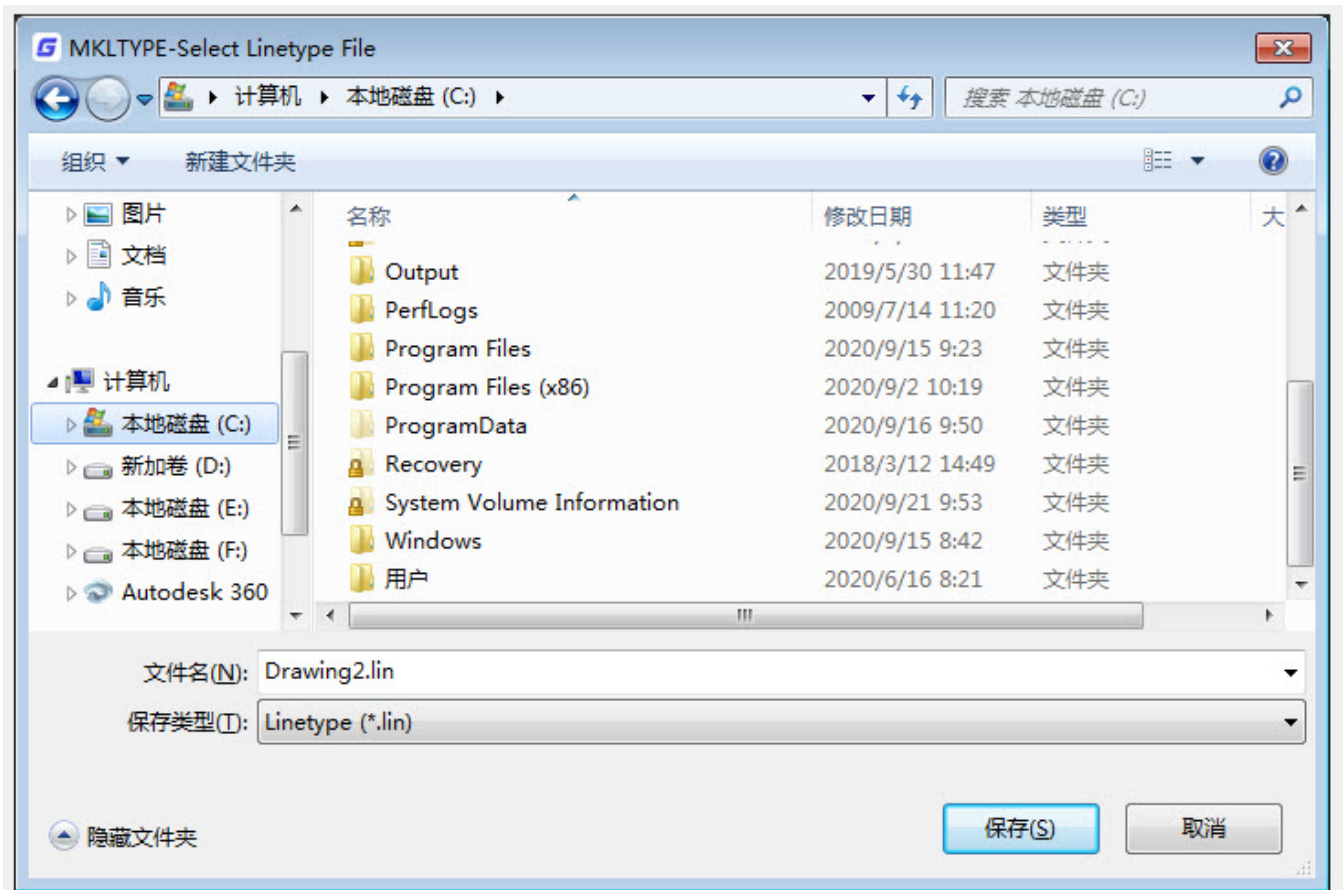 MKLTYPE-Select Linetype File
计算机 本地磁盘 (C:) 搜索 本地磁盘 (C:)
组织 新建文件夹
图片
文档
音乐
计算机
本地磁盘 (C:)
新加卷 (D:)
本地磁盘 (E:)
本地磁盘 (F:)
Autodesk 360
名称 修改日期 类型 大
Output 2019/5/30 11:47 文件夹
PerfLogs 2009/7/14 11:20 文件夹
Program Files 2020/9/15 9:23 文件夹
Program Files (x86) 2020/9/2 10:19 文件夹
ProgramData 2020/9/16 9:50 文件夹
Recovery 2018/3/12 14:49 文件夹
System Volume Information 2020/9/21 9:53 文件夹
Windows 2020/9/15 8:42 文件夹
用户 2020/6/16 8:21 文件夹
文件名(N): Drawing2.lin
保存类型(T): Linetype (*.lin)
隐藏文件夹 保存(S) 取消